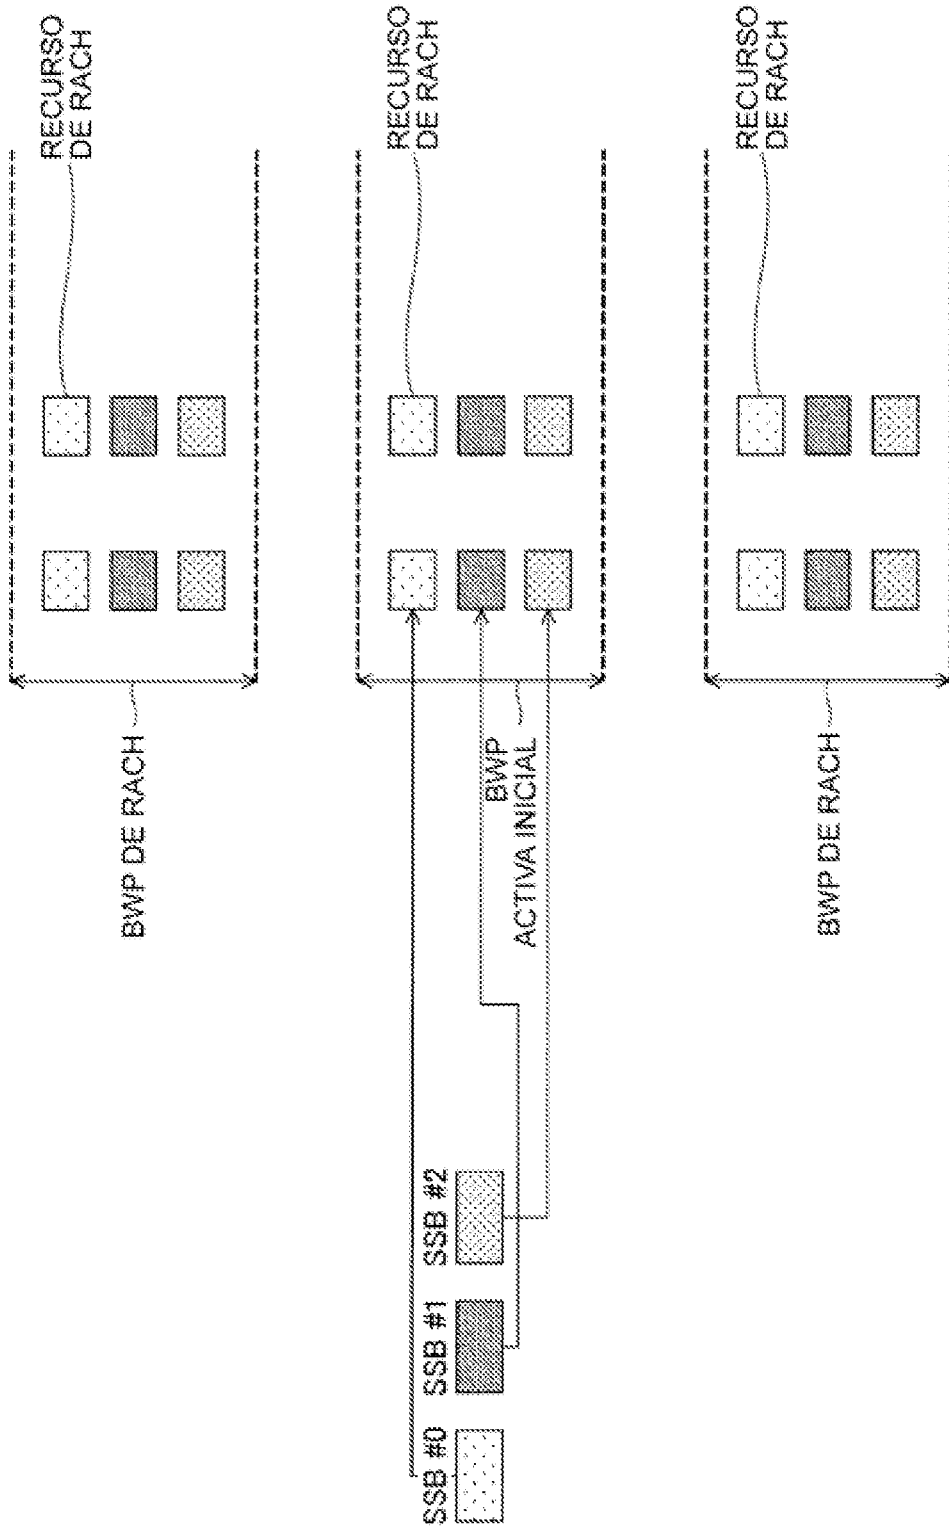 RECURSO
DE RACH
BWP DE RACH
RECURSO
DE RACH
BWP
ACTIVA INICIAL
SSB #0
SSB #1
SSB #2
RECURSO
DE RACH
BWP DE RACH